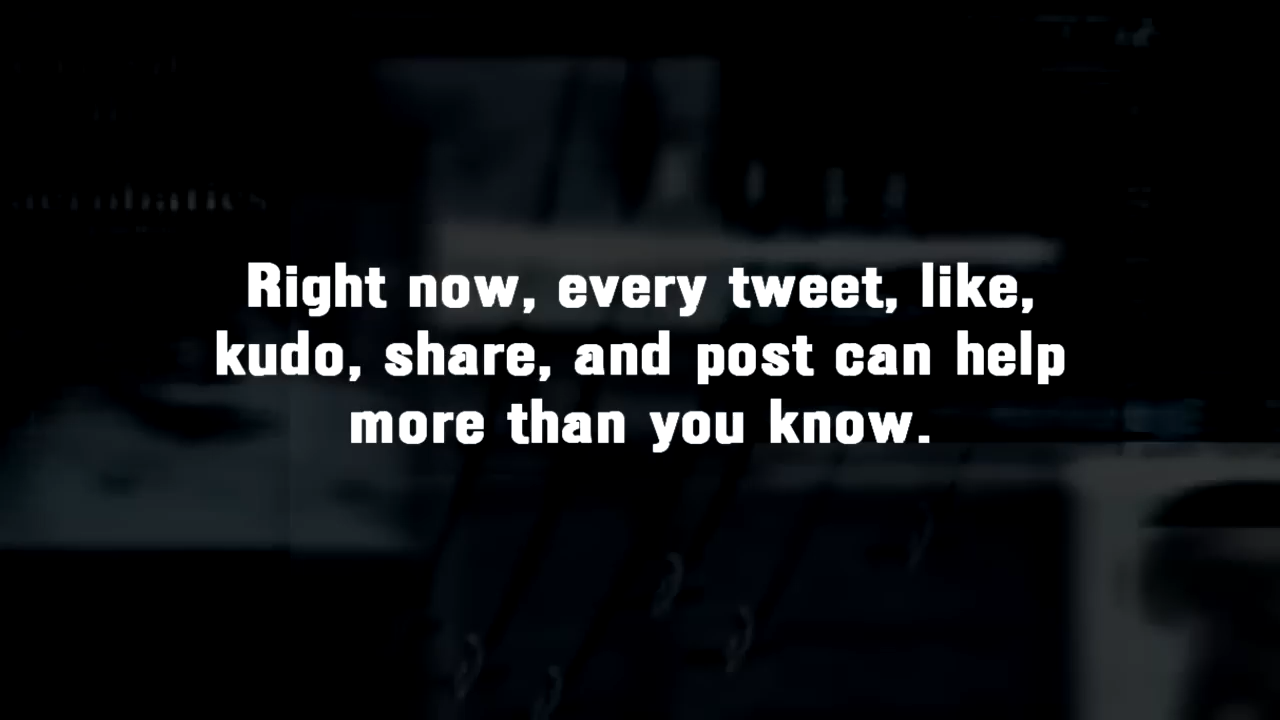 Right now, every tweet, like,
kudo, share, and post can help
more than you know.